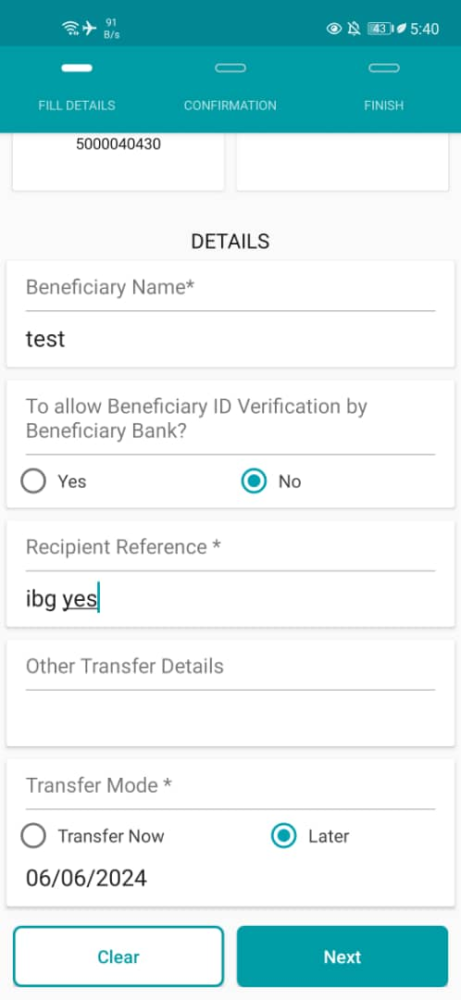 91
B/s
43
5:40
FILL DETAILS
CONFIRMATION
FINISH
5000040430
DETAILS
Beneficiary Name*
test
To allow Beneficiary ID Verification by
Beneficiary Bank?
Yes
No
Recipient Reference *
ibg yes
Other Transfer Details
Transfer Mode *
Transfer Now
Later
06/06/2024
Clear
Next